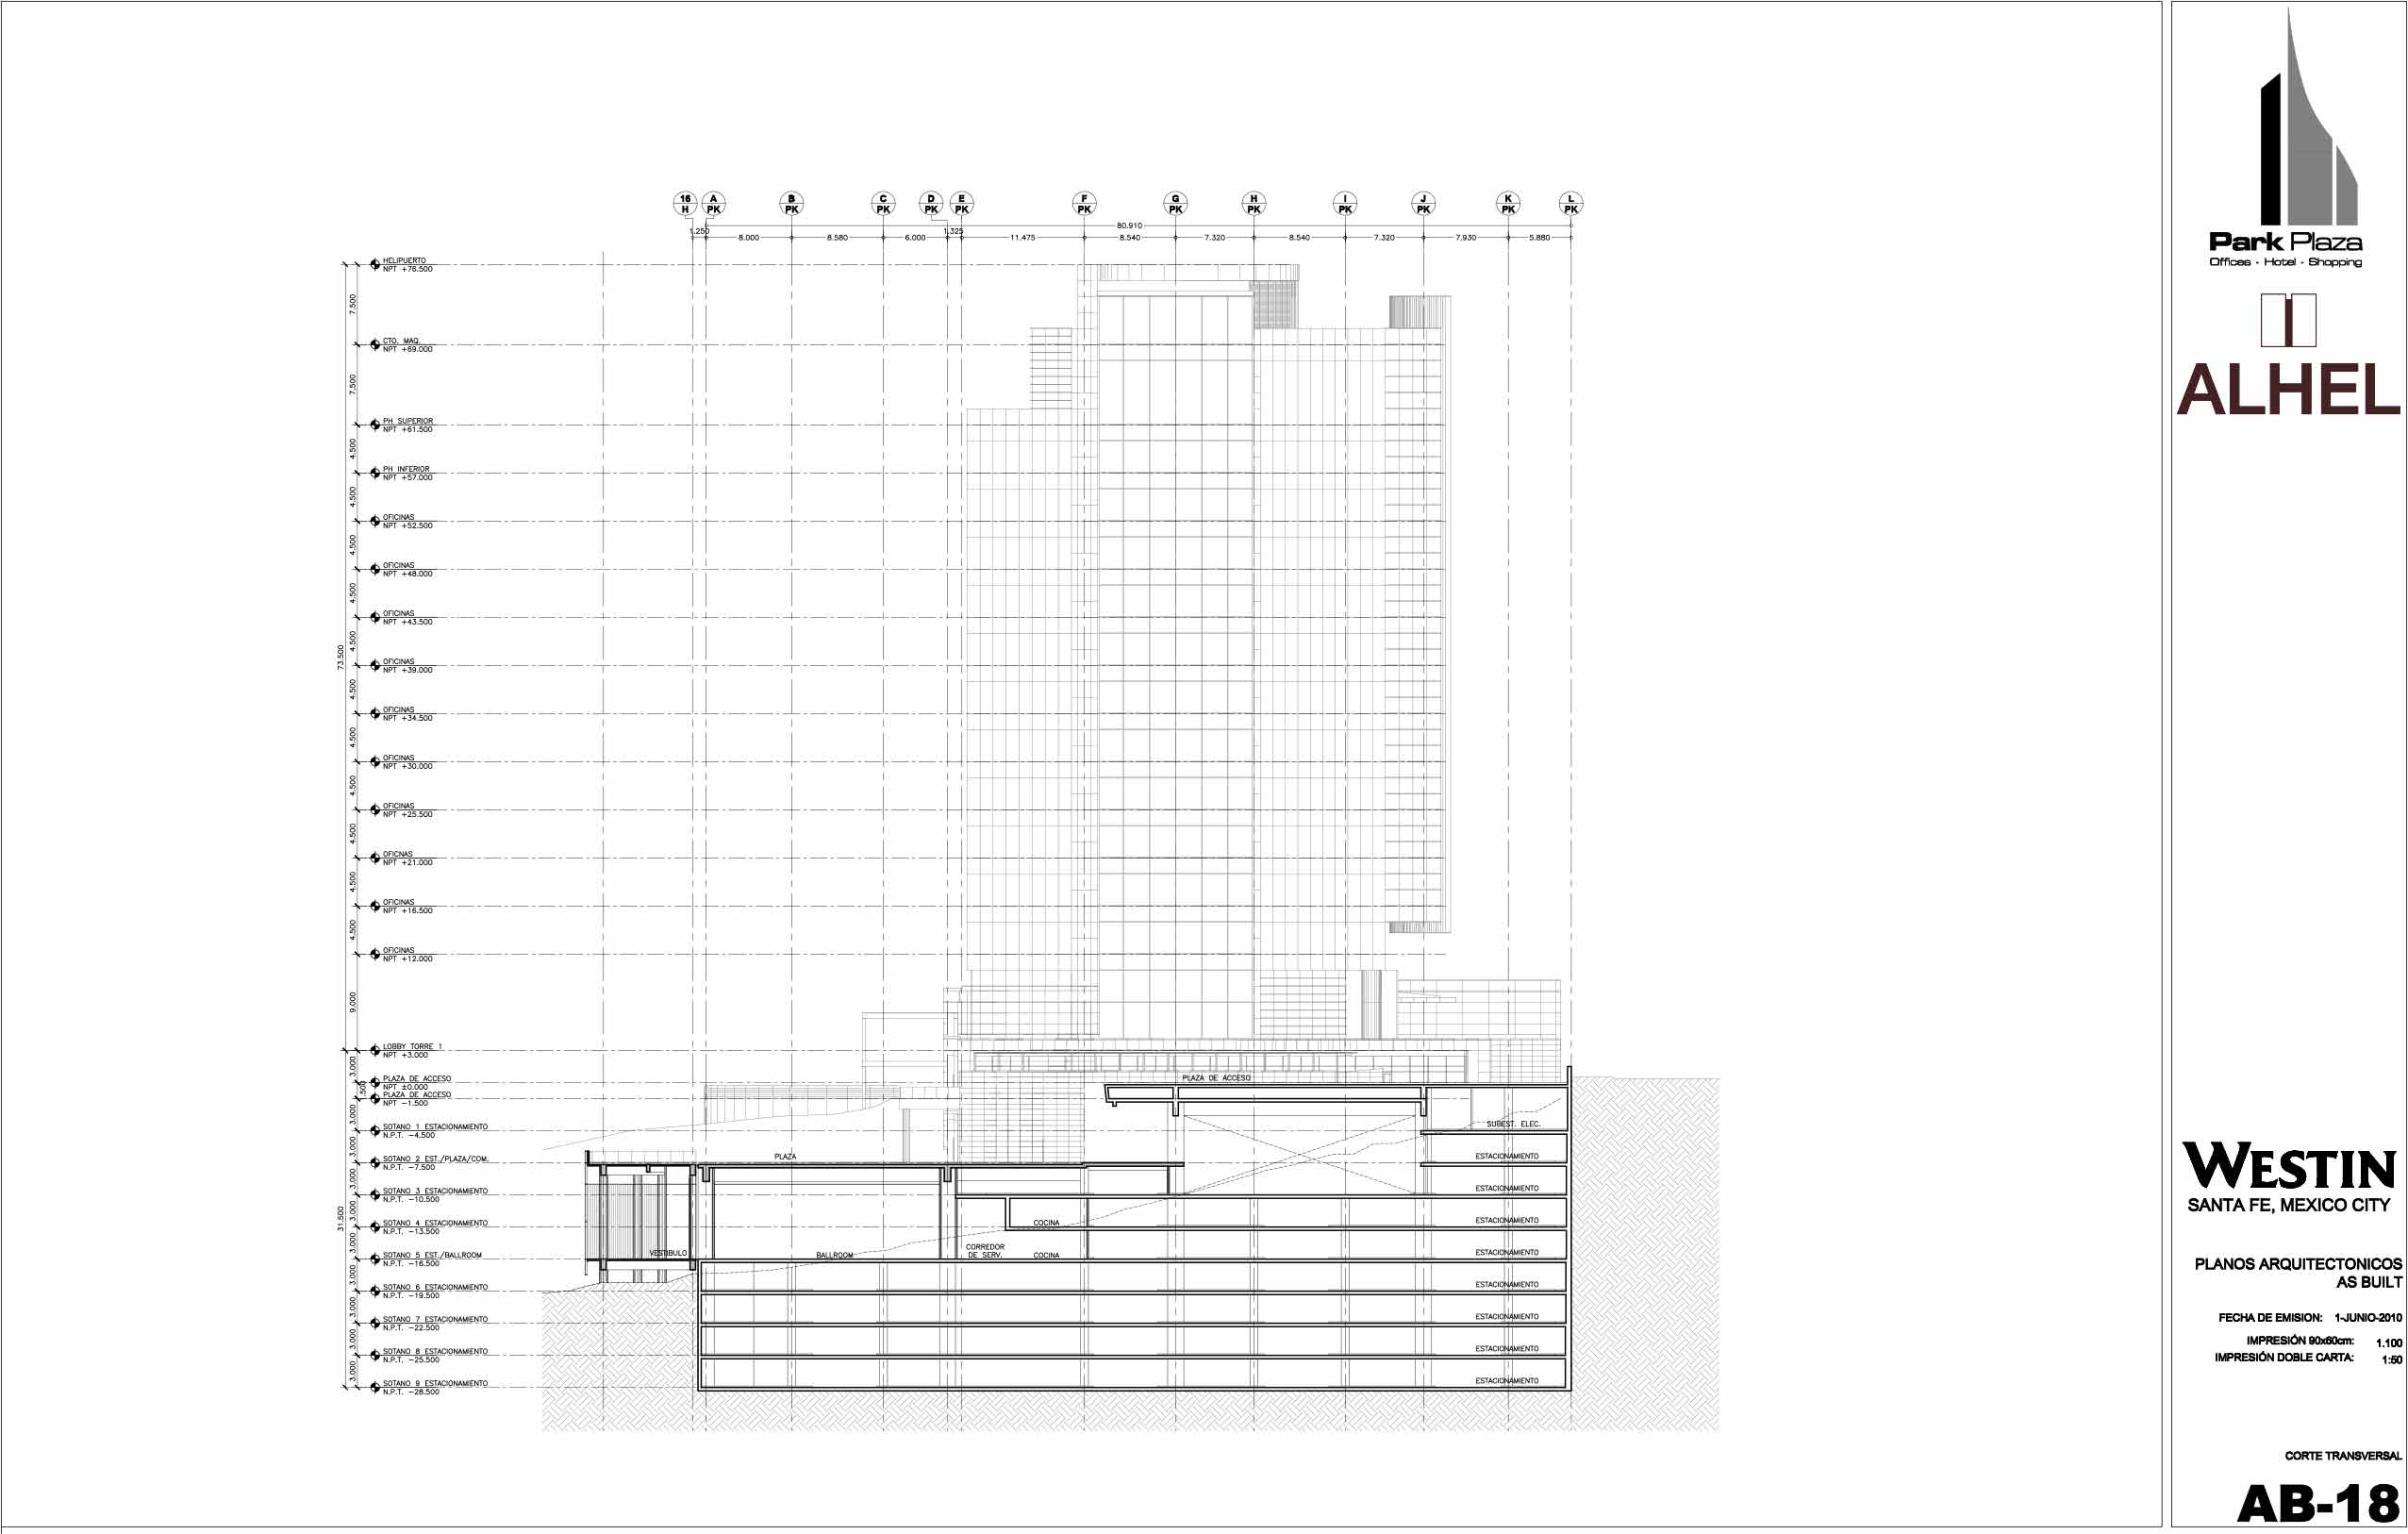 16 A B C D E F G H I J K L
H PK PK PK PK PK PK PK PK PK PK PK PK
80.910
1.250 8.000 8.580 6.000 1.325 11.475 8.540 7.320 8.540 7.320 7.930 5.880
HELIPUERTO
NPT +76.500
7.500
CTO. MAQ.
NPT +69.000
7.500
PH SUPERIOR
NPT +61.500
4.500
PH INFERIOR
NPT +57.000
4.500
OFICINAS
NPT +52.500
4.500
OFICINAS
NPT +48.000
4.500
OFICINAS
NPT +43.500
4.500
73.500
OFICINAS
NPT +39.000
4.500
OFICINAS
NPT +34.500
4.500
OFICINAS
NPT +30.000
4.500
OFICINAS
NPT +25.500
4.500
OFICNAS
NPT +21.000
4.500
OFICINAS
NPT +16.500
4.500
OFICINAS
NPT +12.000
9.000
LOBBY TORRE 1
NPT +3.000
3.000
PLAZA DE ACCESO
NPT ±0.000
.500
PLAZA DE ACCESO
NPT -1.500
3.000
SOTANO 1 ESTACIONAMIENTO
N.P.T. -4.500
3.000
SOTANO 2 EST./PLAZA/COM.
N.P.T. -7.500
3.000
SOTANO 3 ESTACIONAMIENTO
N.P.T. -10.500
3.000
31.500
SOTANO 4 ESTACIONAMIENTO
N.P.T. -13.500
3.000
SOTANO 5 EST./BALLROOM
N.P.T. -16.500
3.000
SOTANO 6 ESTACIONAMIENTO
N.P.T. -19.500
3.000
SOTANO 7 ESTACIONAMIENTO
N.P.T. -22.500
3.000
SOTANO 8 ESTACIONAMIENTO
N.P.T. -25.500
3.000
SOTANO 9 ESTACIONAMIENTO
N.P.T. -28.500
PLAZA DE ACCESO
SUBEST. ELEC.
PLAZA
ESTACIONAMIENTO
ESTACIONAMIENTO
COCINA
ESTACIONAMIENTO
VESTIBULO
BALLROOM
CORREDOR
DE SERV.
COCINA
ESTACIONAMIENTO
ESTACIONAMIENTO
ESTACIONAMIENTO
ESTACIONAMIENTO
ESTACIONAMIENTO
Park Plaza
Offices - Hotel - Shopping
ALHEL
WESTIN
SANTA FE, MEXICO CITY
PLANOS ARQUITECTONICOS
AS BUILT
FECHA DE EMISION: 1-JUNIO-2010
IMPRESIÓN 90x60cm: 1.100
IMPRESIÓN DOBLE CARTA: 1:50
CORTE TRANSVERSAL
AB-18